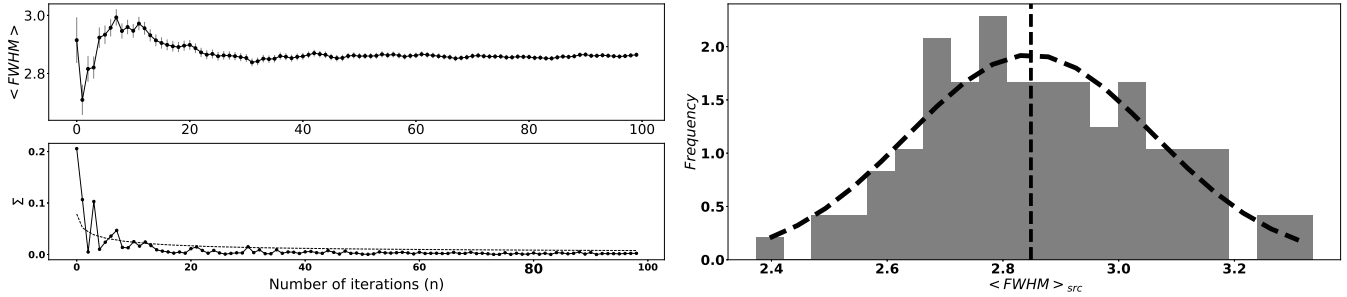 3.0
2.8
< FWHM >
0 20 40 60 80 100
0.2
0.1
0.0
Σ
0 20 40 60 80 100
Number of iterations (n)
2.0
1.5
1.0
0.5
0.0
Frequency
2.4 2.6 2.8 3.0 3.2
< FWHM >src